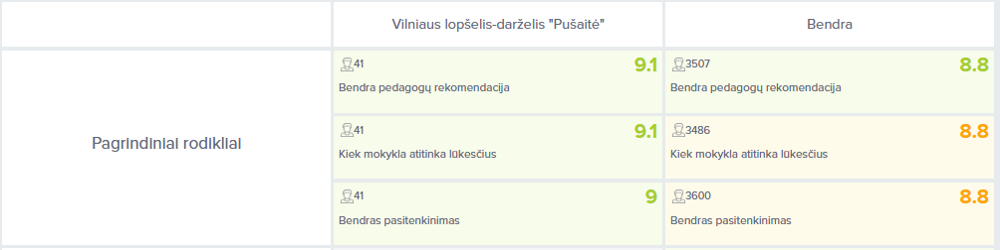 Vilniaus lopšelis-darželis "Pušaitė"
Bendra
Pagrindiniai rodikliai
41
9.1
Bendra pedagogų rekomendacija
3507
8.8
Bendra pedagogų rekomendacija
41
9.1
Kiek mokykla atitinka lūkesčius
3486
8.8
Kiek mokykla atitinka lūkesčius
41
9
Bendras pasitenkinimas
3600
8.8
Bendras pasitenkinimas